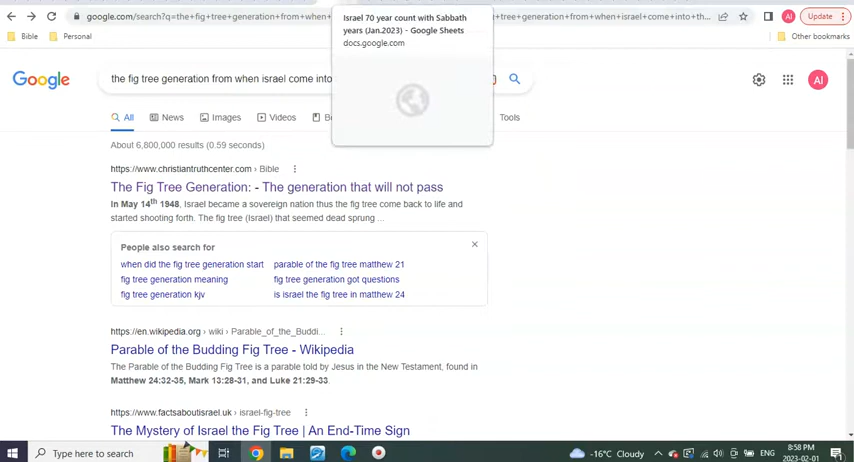 google.com/search?q=the+fig+tree+generation+from+when+
tree+generation+from+when+israel+come+into+th...
Update
Bible
Personal
Other bookmarks
Israel 70 year count with Sabbath
years (Jan.2023) - Google Sheets
docs.google.com
Google
the fig tree generation from when israel come into
AI
All
News
Images
Videos
Tools
About 6,800,000 results (0.59 seconds)
https://www.christiantruthcenter.com › Bible
The Fig Tree Generation: - The generation that will not pass
In May 14th 1948, Israel became a sovereign nation thus the fig tree come back to life and
started shooting forth. The fig tree (Israel) that seemed dead sprung ...
People also search for
when did the fig tree generation start
parable of the fig tree matthew 21
fig tree generation meaning
fig tree generation got questions
fig tree generation kjv
is israel the fig tree in matthew 24
https://en.wikipedia.org › wiki › Parable_of_the_Buddi...
Parable of the Budding Fig Tree - Wikipedia
The Parable of the Budding Fig Tree is a parable told by Jesus in the New Testament, found in
Matthew 24:32-35, Mark 13:28-31, and Luke 21:29-33.
https://www.factsaboutisrael.uk › israel-fig-tree
The Mystery of Israel the Fig Tree | An End-Time Sign
Type here to search
-16°C Cloudy
ENG
8:58 PM
2023-02-01